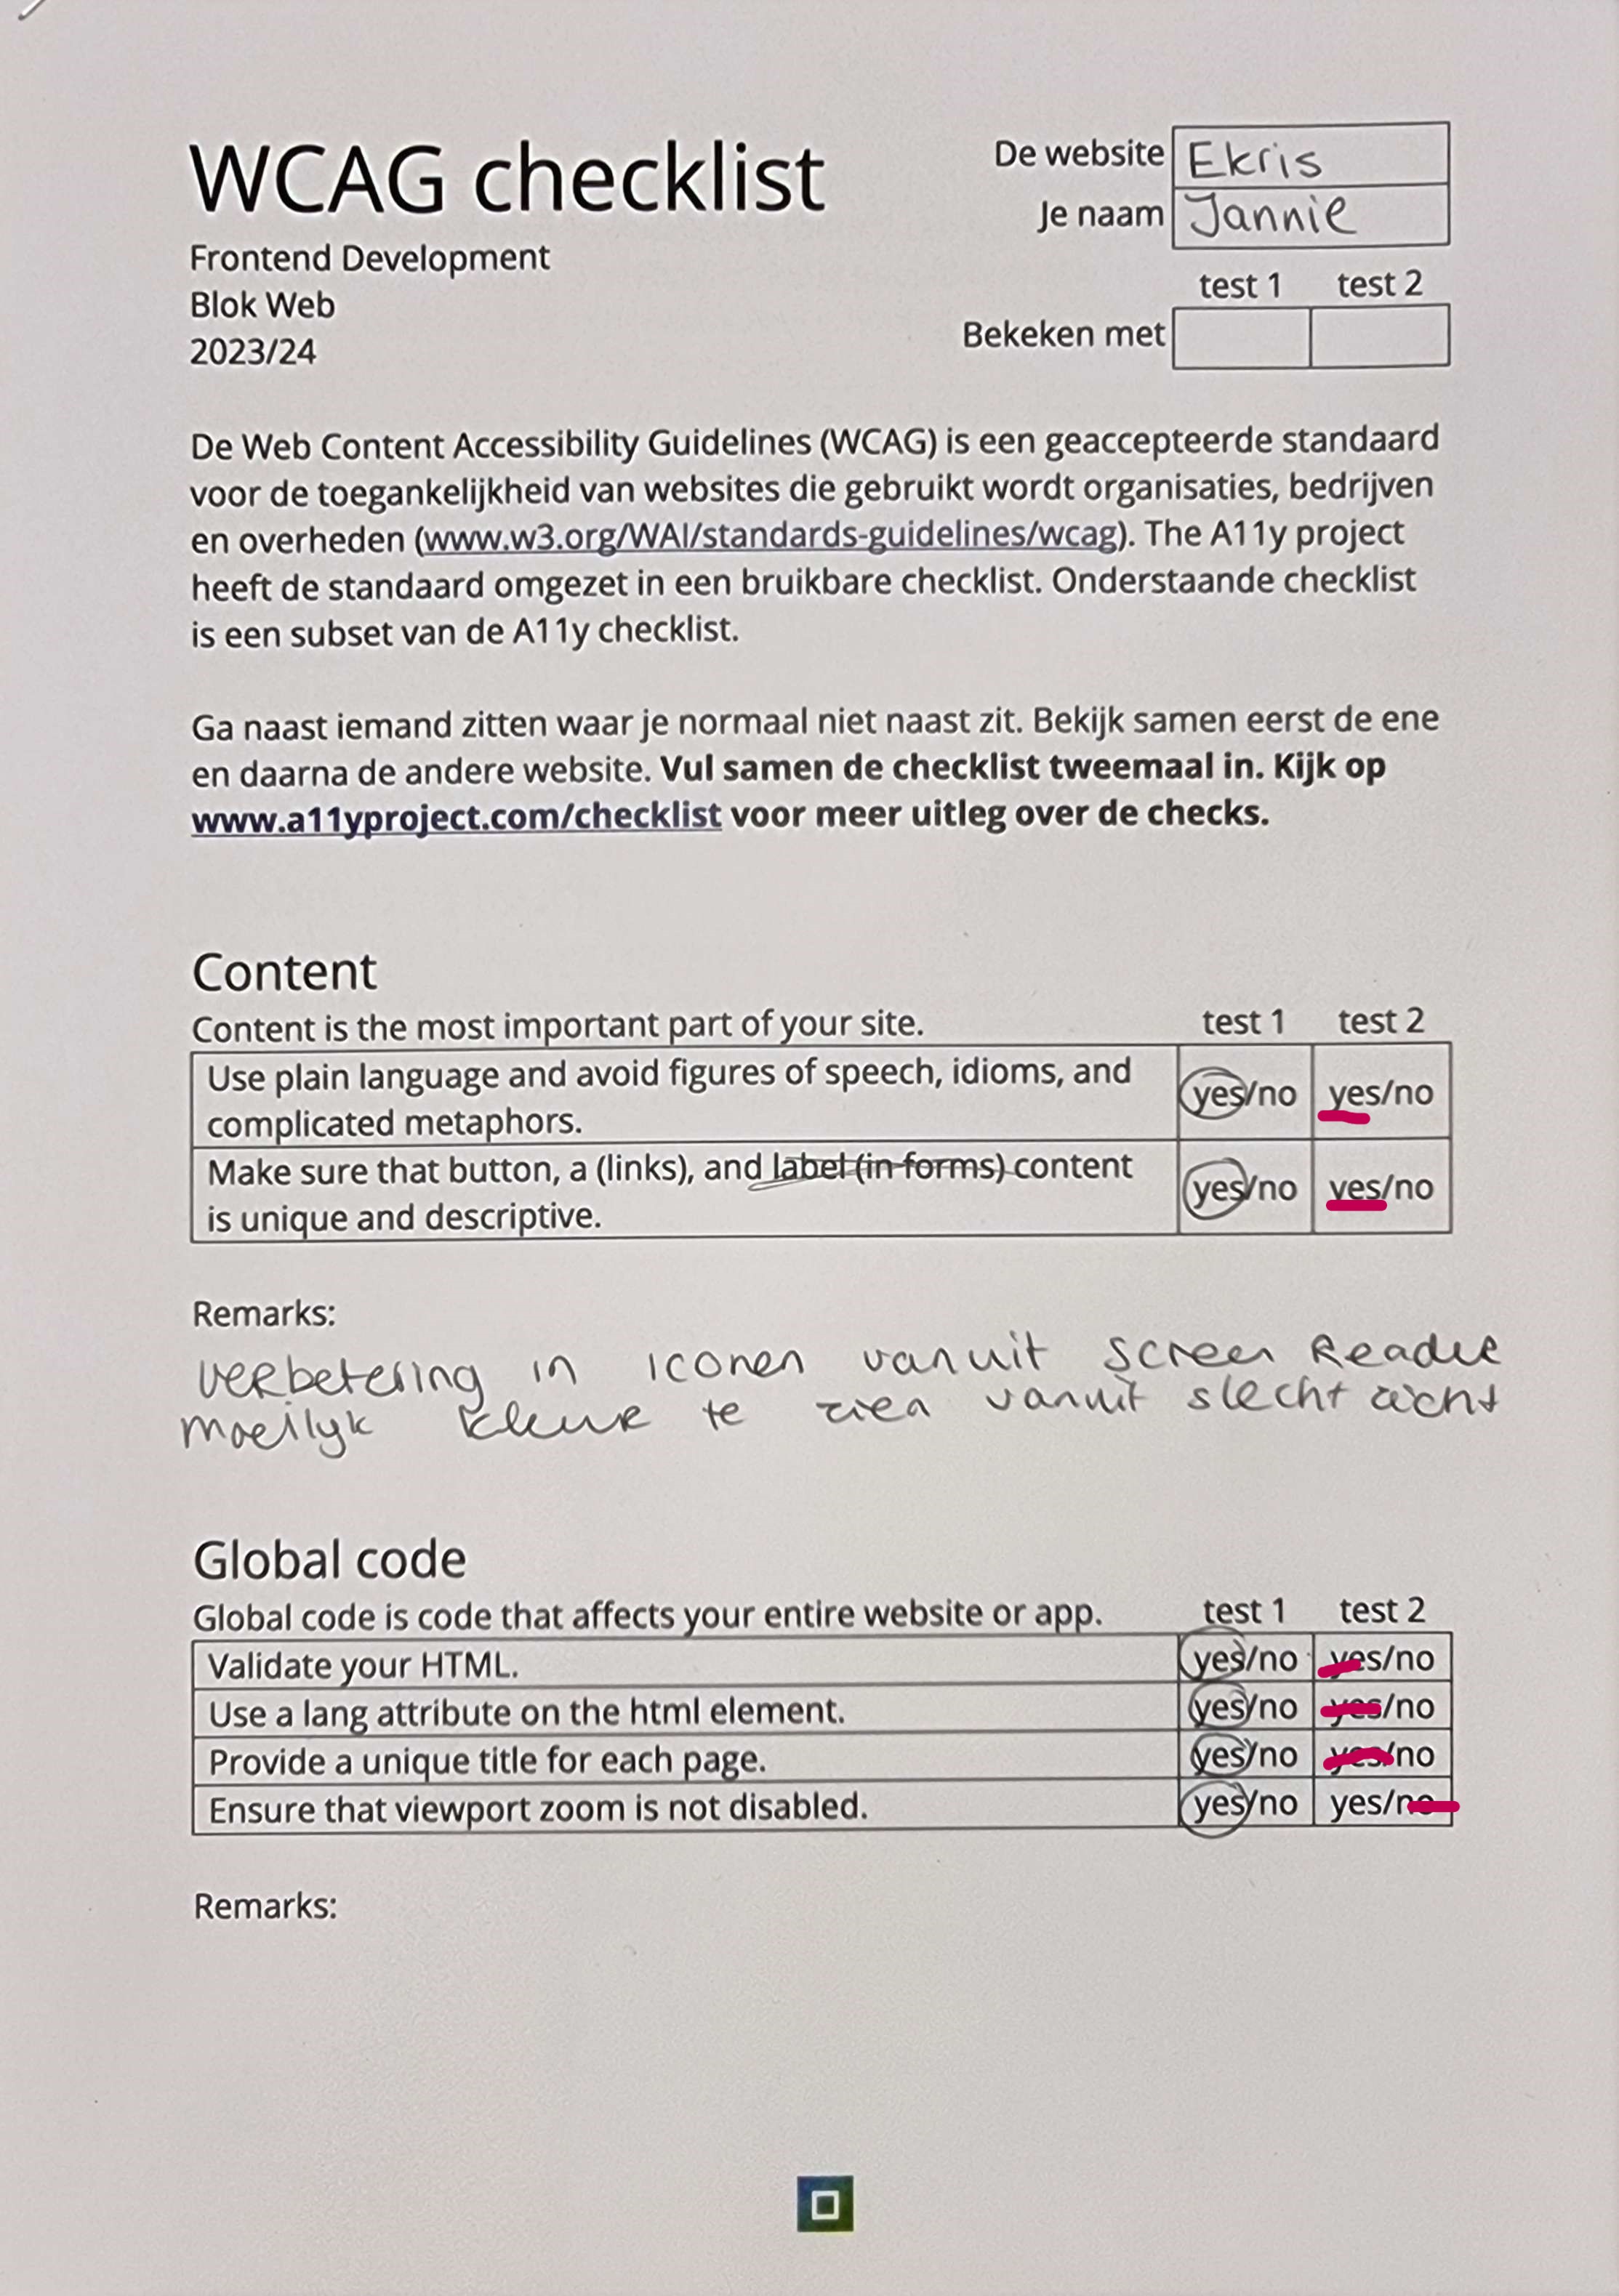 WCAG checklist
Frontend Development
Blok Web
2023/24
De website Ekris
Je naam Jannie
test 1 test 2
Bekeken met
De Web Content Accessibility Guidelines (WCAG) is een geaccepteerde standaard
voor de toegankelijkheid van websites die gebruikt wordt organisaties, bedrijven
en overheden (www.w3.org/WAI/standards-guidelines/wcag). The A11y project
heeft de standaard omgezet in een bruikbare checklist. Onderstaande checklist
is een subset van de A11y checklist.
Ga naast iemand zitten waar je normaal niet naast zit. Bekijk samen eerst de ene
en daarna de andere website. Vul samen de checklist tweemaal in. Kijk op
www.a11yproject.com/checklist voor meer uitleg over de checks.
Content
Content is the most important part of your site. test 1 test 2
Use plain language and avoid figures of speech, idioms, and
complicated metaphors. yes/no yes/no
Make sure that button, a (links), and label (in forms) content
is unique and descriptive. yes/no yes/no
Remarks:
verbetering in iconen vanuit screen Reader
moeilyk kleur te zien vanuit slecht zicht
Global code
Global code is code that affects your entire website or app. test 1 test 2
Validate your HTML. yes/no yes/no
Use a lang attribute on the html element. yes/no yes/no
Provide a unique title for each page. yes/no yes/no
Ensure that viewport zoom is not disabled. yes/no yes/no
Remarks: